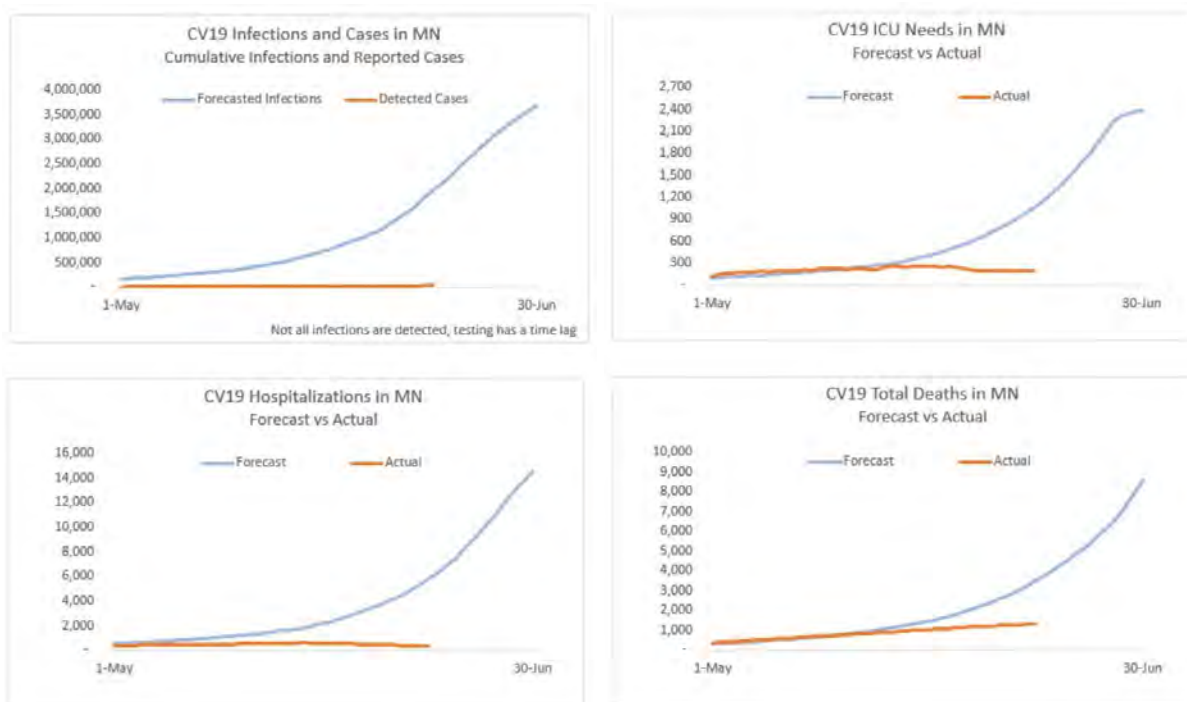 CV19 Infections and Cases in MN
Cumulative Infections and Reported Cases
4,000,000
Forecasted Infections Detected Cases
3,500,000
3,000,000
2,500,000
2,000,000
1,500,000
1,000,000
500,000
-
1-May 30-Jun
Not all infections are detected, testing has a time lag
CV19 ICU Needs in MN
Forecast vs Actual
2,700
Forecast Actual
2,400
2,100
1,800
1,500
1,200
900
600
300
-
1-May 30-Jun
CV19 Hospitalizations in MN
Forecast vs Actual
16,000
Forecast Actual
14,000
12,000
10,000
8,000
6,000
4,000
2,000
-
1-May 30-Jun
CV19 Total Deaths in MN
Forecast vs Actual
10,000
Forecast Actual
9,000
8,000
7,000
6,000
5,000
4,000
3,000
2,000
1,000
-
1-May 30-Jun